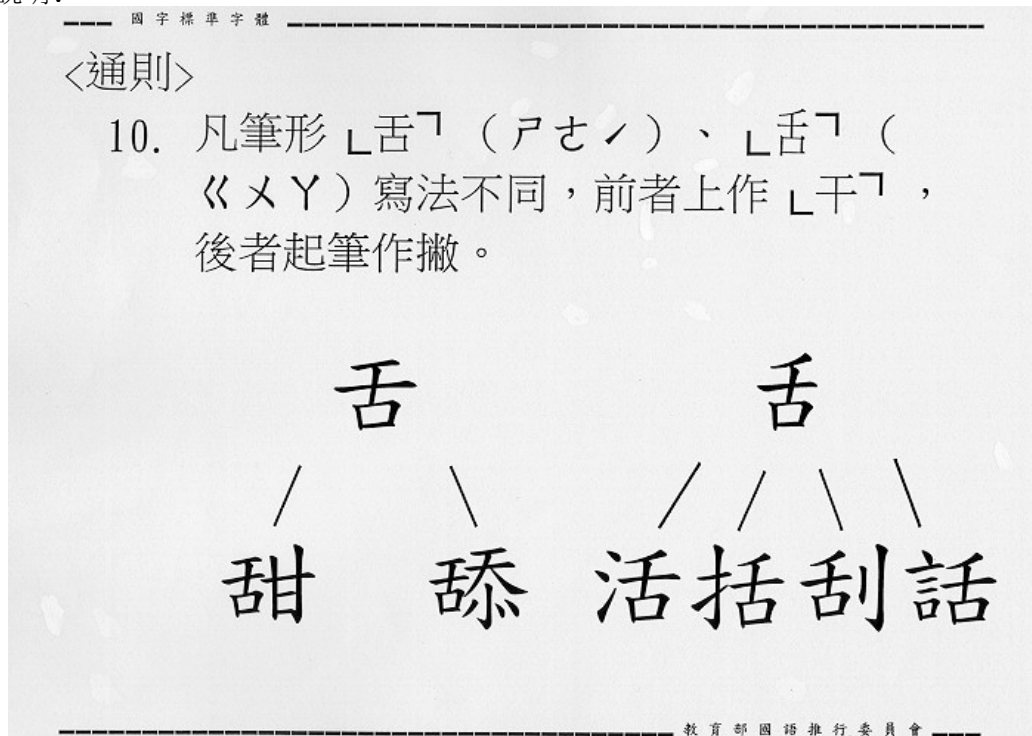 國字標準字體
<通則>
10. 凡筆形「舌」（ㄕㄜˊ）、「𠯑」（
ㄍㄨㄚ）寫法不同，前者上作「干」，
後者起筆作撇。
舌 𠯑
甜 舔 活 括 刮 話
教育部國語推行委員會